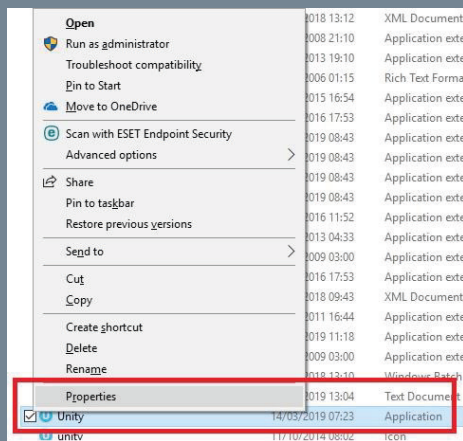 Open
2018 13:12 XML Document
Run as administrator
2008 21:10 Application exte
Troubleshoot compatibility
2013 19:10 Application exte
Pin to Start
2006 01:15 Rich Text Forma
Move to OneDrive
2015 16:54 Application exte
2016 17:53 Application exte
Scan with ESET Endpoint Security
2019 08:43 Application exte
Advanced options
2019 08:43 Application exte
Share
2019 08:43 Application exte
Pin to taskbar
2019 08:43 Application exte
Restore previous versions
2016 11:52 Application exte
Send to
2013 04:33 Application exte
2009 03:00 Application exte
Cut
2016 17:53 Application exte
Copy
2018 09:43 XML Document
2011 16:44 Application exte
Create shortcut
2019 11:18 Application exte
Delete
2009 03:00 Application exte
Rename
2018 13:10 Windows Batch
Properties
2019 13:04 Text Document
Unity 14/03/2019 07:23 Application
unity 11/10/2014 08:02 Icon